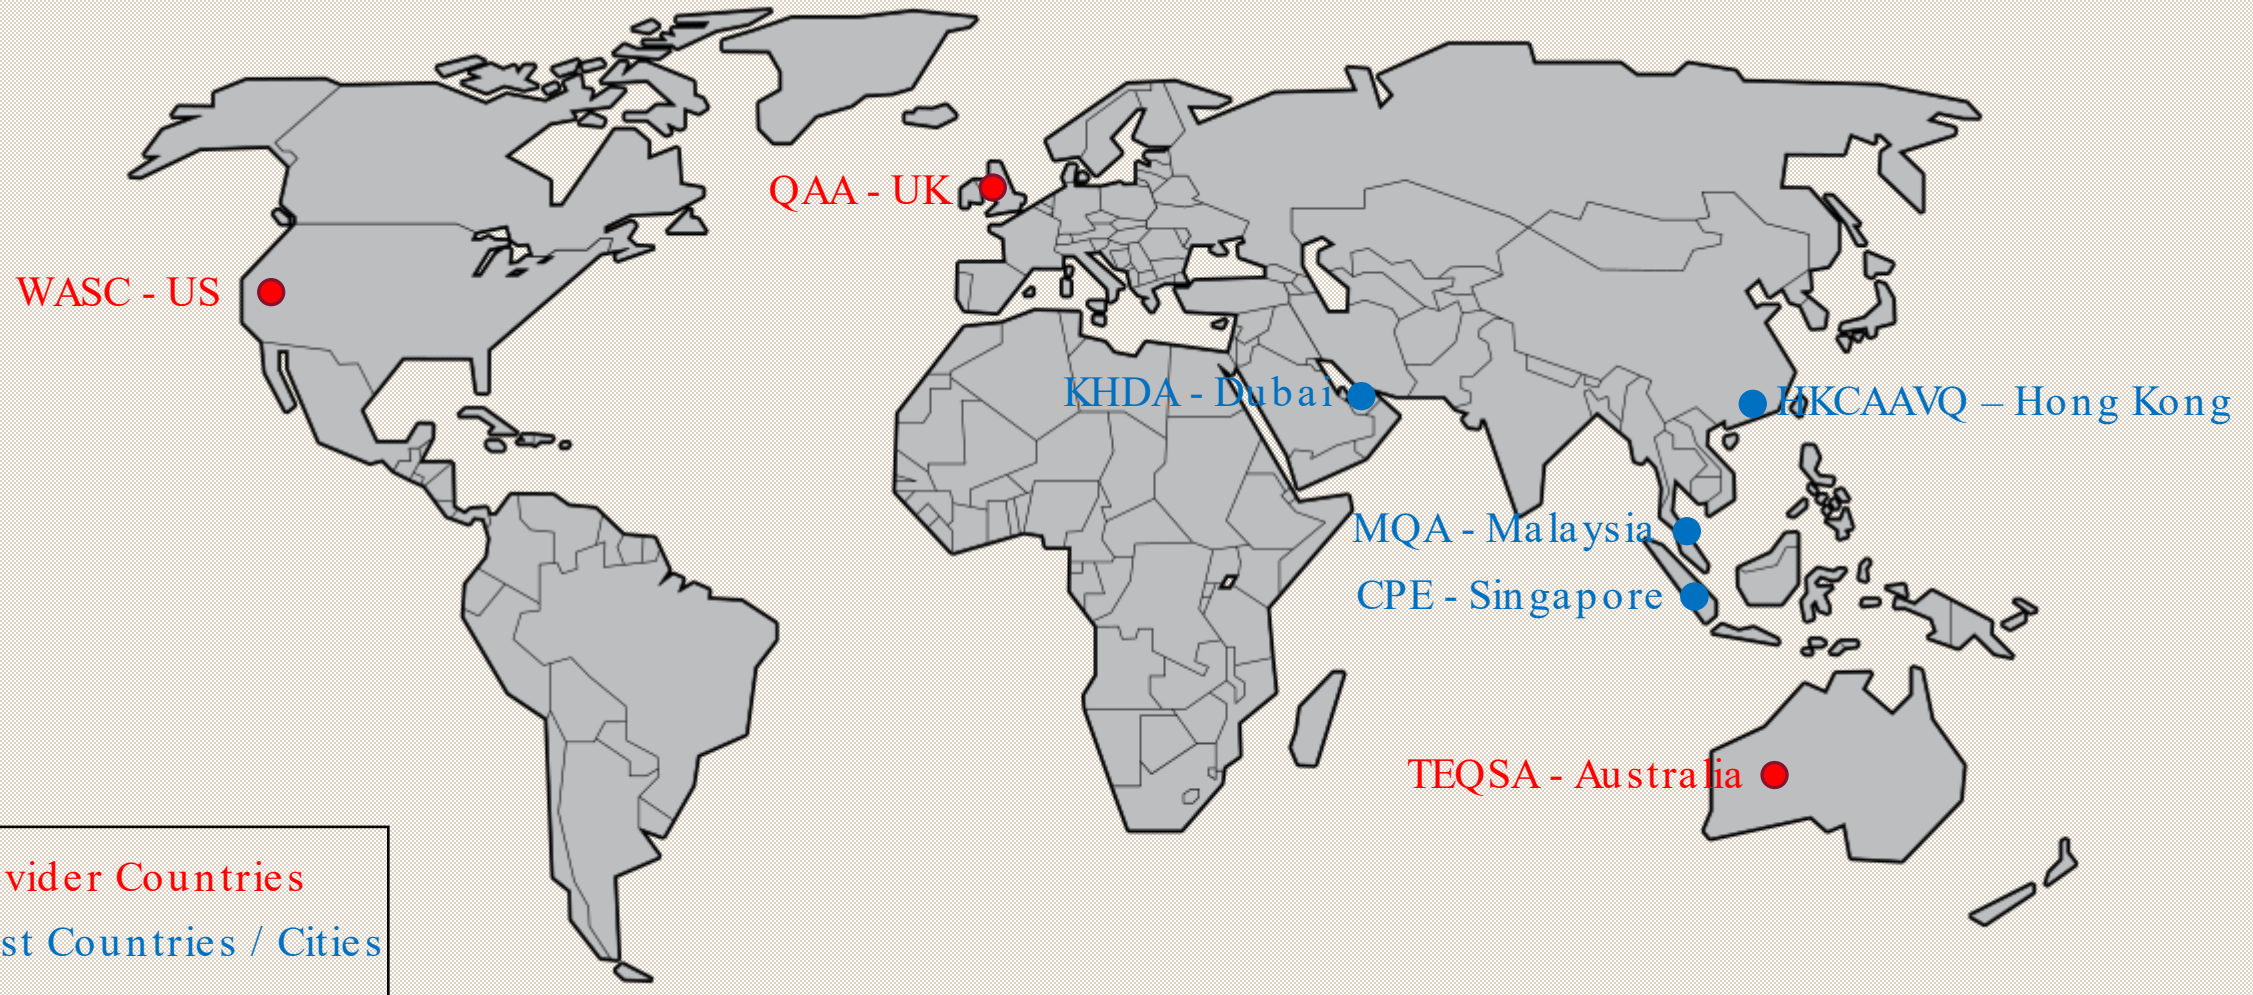 QAA - UK
WASC - US
KHDA - Dubai
HKCAAVQ – Hong Kong
MQA - Malaysia
CPE - Singapore
TEQSA - Australia
vider Countries
st Countries / Cities